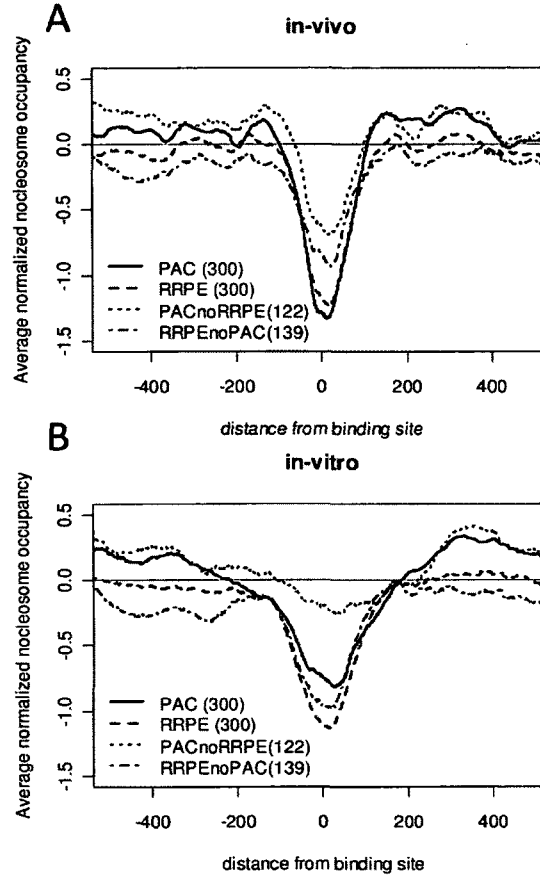 A
in-vivo
Average normalized nocleosome occupancy
0.5
0.0
-0.5
-1.0
-1.5
PAC (300)
RRPE (300)
PACnoRRPE(122)
RRPEnoPAC(139)
-400 -200 0 200 400
distance from binding site
B
in-vitro
Average normalized nocleosome occupancy
0.5
0.0
-0.5
-1.0
-1.5
PAC (300)
RRPE (300)
PACnoRRPE(122)
RRPEnoPAC(139)
-400 -200 0 200 400
distance from binding site